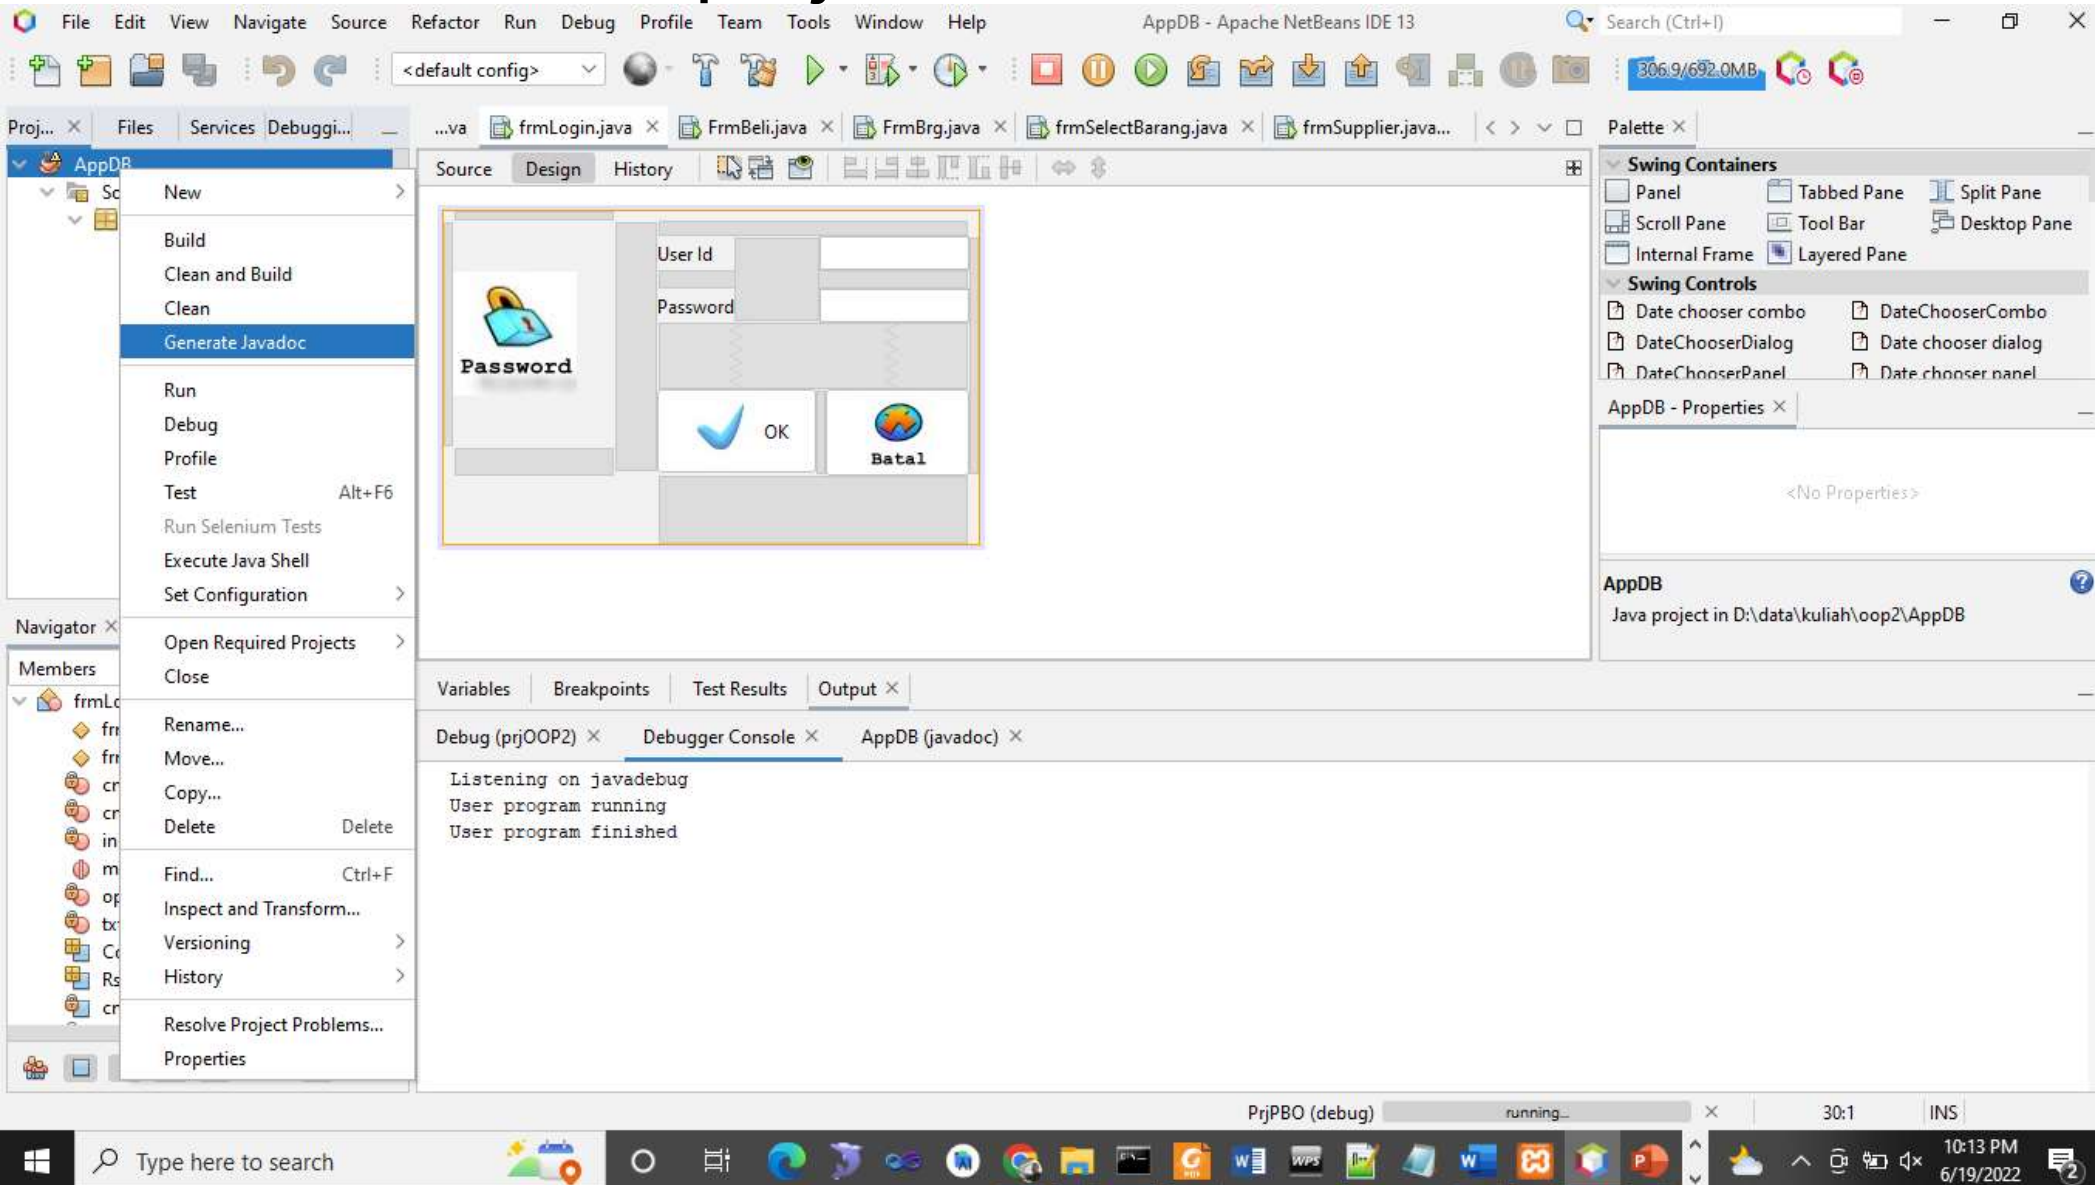 File Edit View Navigate Source Refactor Run Debug Profile Team Tools Window Help AppDB - Apache NetBeans IDE 13 Search (Ctrl+I)
<default config> 306.9/692.0MB
Proj... Files Services Debuggi... ...va frmLogin.java FrmBeli.java FrmBrg.java frmSelectBarang.java frmSupplier.java... Palette
AppDB
Source Design History
Swing Containers
Panel Tabbed Pane Split Pane
Scroll Pane Tool Bar Desktop Pane
Internal Frame Layered Pane
Swing Controls
Date chooser combo DateChooserCombo
DateChooserDialog Date chooser dialog
DateChooserPanel Date chooser panel
New
Build
Clean and Build
Clean
Generate Javadoc
Run
Debug
Profile
Test Alt+F6
Run Selenium Tests
Execute Java Shell
Set Configuration
Open Required Projects
Close
Rename...
Move...
Copy...
Delete Delete
Find... Ctrl+F
Inspect and Transform...
Versioning
History
Resolve Project Problems...
Properties
User Id
Password
Password
OK
Batal
AppDB - Properties
<No Properties>
AppDB
Java project in D:\data\kuliah\oop2\AppDB
Navigator
Members
Variables Breakpoints Test Results Output
Debug (prjOOP2) Debugger Console AppDB (javadoc)
Listening on javadebug
User program running
User program finished
PrjPBO (debug) running... 30:1 INS
Type here to search
10:13 PM
6/19/2022
2